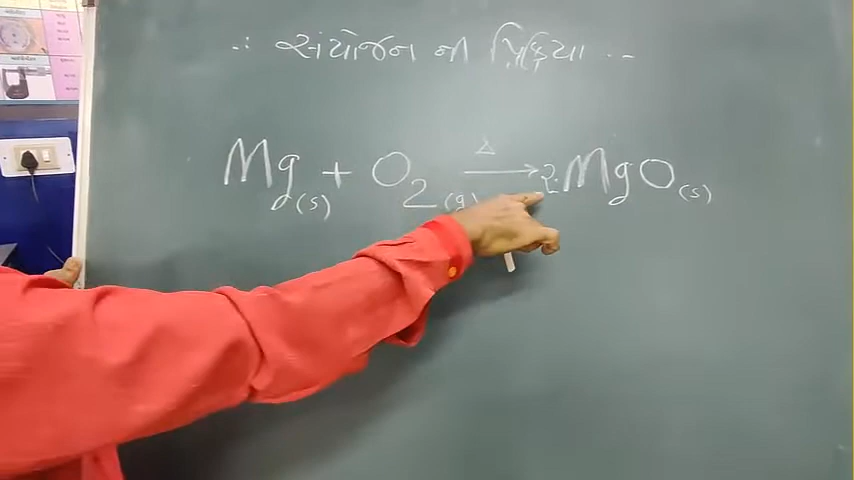 ∴ સંયોજન ની પ્રક્રિયા ...
Mg(s) + O₂(g) —Δ→ 2MgO(s)